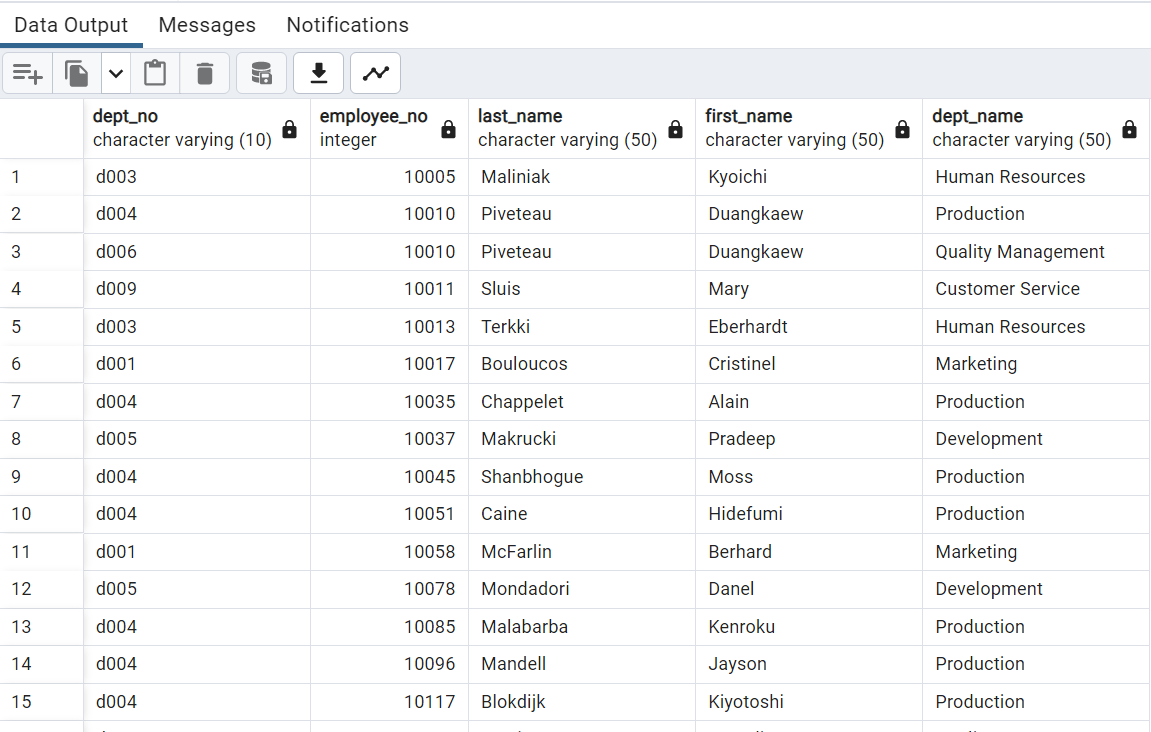 Data Output Messages Notifications
dept_no employee_no last_name first_name dept_name
character varying (10) integer character varying (50) character varying (50) character varying (50)
1 d003 10005 Maliniak Kyoichi Human Resources
2 d004 10010 Piveteau Duangkaew Production
3 d006 10010 Piveteau Duangkaew Quality Management
4 d009 10011 Sluis Mary Customer Service
5 d003 10013 Terkki Eberhardt Human Resources
6 d001 10017 Bouloucos Cristinel Marketing
7 d004 10035 Chappelet Alain Production
8 d005 10037 Makrucki Pradeep Development
9 d004 10045 Shanbhogue Moss Production
10 d004 10051 Caine Hidefumi Production
11 d001 10058 McFarlin Berhard Marketing
12 d005 10078 Mondadori Danel Development
13 d004 10085 Malabarba Kenroku Production
14 d004 10096 Mandell Jayson Production
15 d004 10117 Blokdijk Kiyotoshi Production